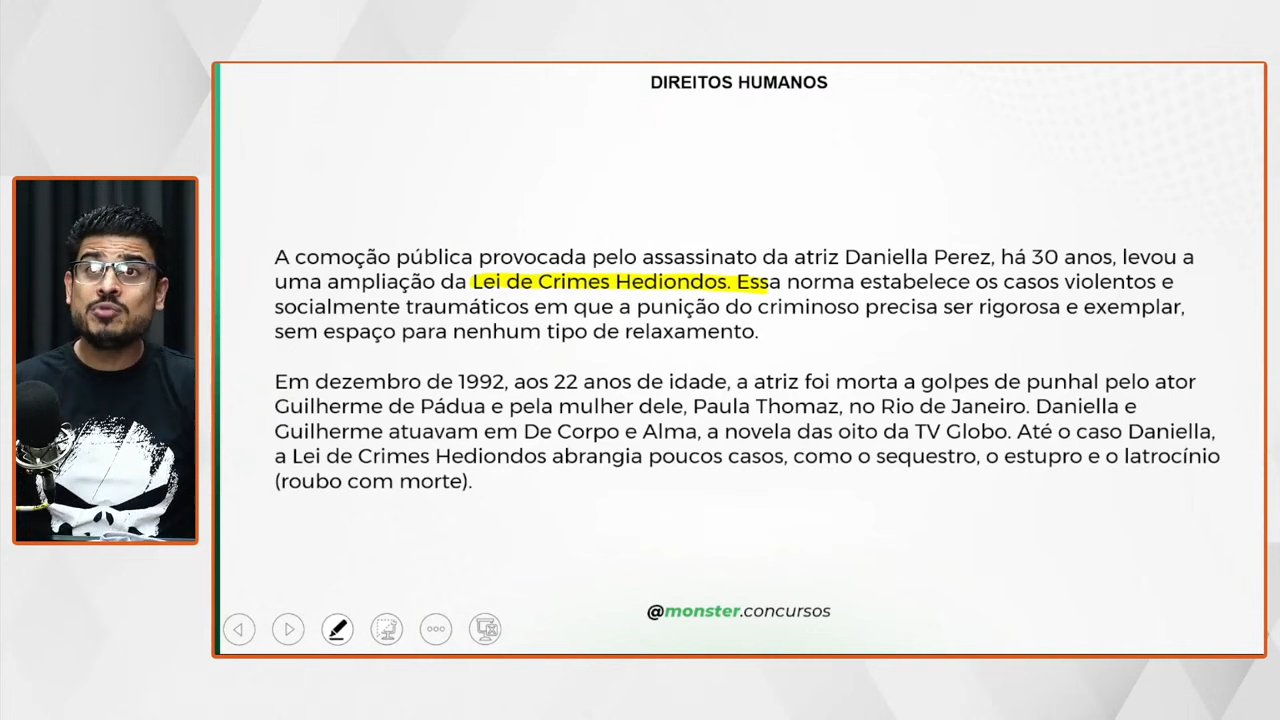 DIREITOS HUMANOS
A comoção pública provocada pelo assassinato da atriz Daniella Perez, há 30 anos, levou a
uma ampliação da Lei de Crimes Hediondos. Essa norma estabelece os casos violentos e
socialmente traumáticos em que a punição do criminoso precisa ser rigorosa e exemplar,
sem espaço para nenhum tipo de relaxamento.
Em dezembro de 1992, aos 22 anos de idade, a atriz foi morta a golpes de punhal pelo ator
Guilherme de Pádua e pela mulher dele, Paula Thomaz, no Rio de Janeiro. Daniella e
Guilherme atuavam em De Corpo e Alma, a novela das oito da TV Globo. Até o caso Daniella,
a Lei de Crimes Hediondos abrangia poucos casos, como o sequestro, o estupro e o latrocínio
(roubo com morte).
@monster.concursos